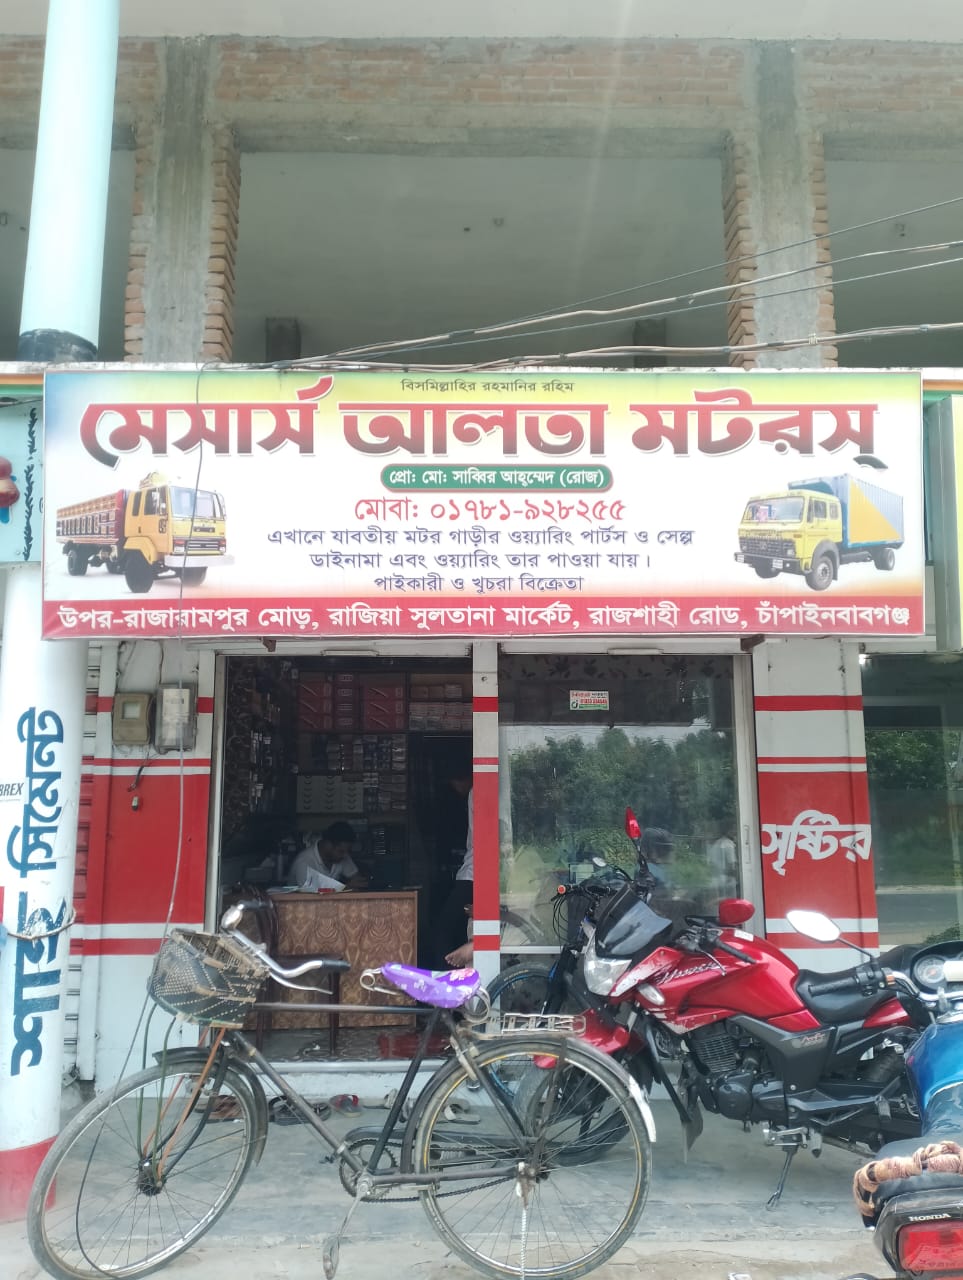 বিসমিল্লাহির রহমানির রহিম
মেসার্স আলতা মটরস্
প্রো: মো: সাব্বির আহ্‌ম্মেদ (রোজ)
মোবা: ০১৭৮১-৯২৮২৫৫
এখানে যাবতীয় মটর গাড়ীর ওয়্যারিং পার্টস ও সেল্প
ডাইনামা এবং ওয়্যারিং তার পাওয়া যায়।
পাইকারী ও খুচরা বিক্রেতা
উপর-রাজারামপুর মোড়, রাজিয়া সুলতানা মার্কেট, রাজশাহী রোড, চাঁপাইনবাবগঞ্জ
শাহ্ সিমেন্ট
সৃষ্টির
HONDA